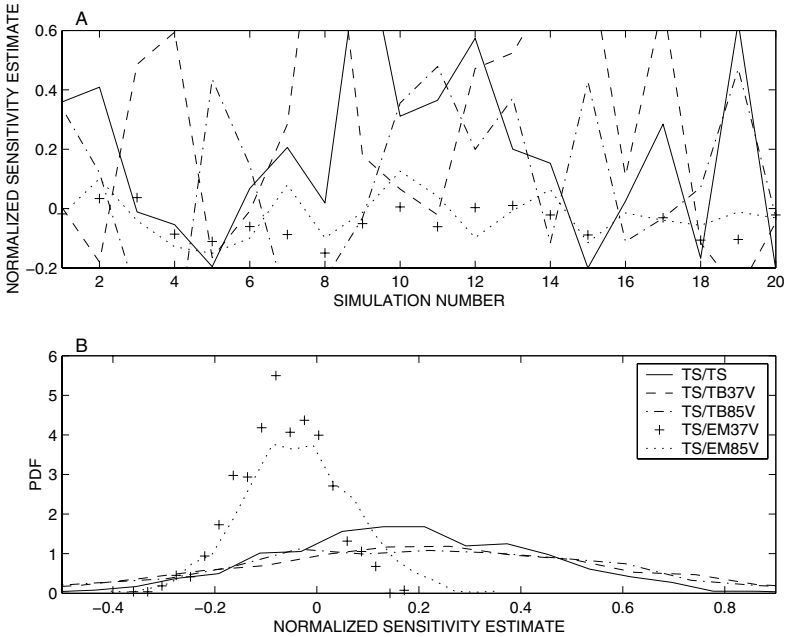 A
NORMALIZED SENSITIVITY ESTIMATE
0.6
0.4
0.2
0
−0.2
2 4 6 8 10 12 14 16 18 20
SIMULATION NUMBER
B
PDF
6
5
4
3
2
1
0
TS/TS
TS/TB37V
TS/TB85V
TS/EM37V
TS/EM85V
−0.4 −0.2 0 0.2 0.4 0.6 0.8
NORMALIZED SENSITIVITY ESTIMATE